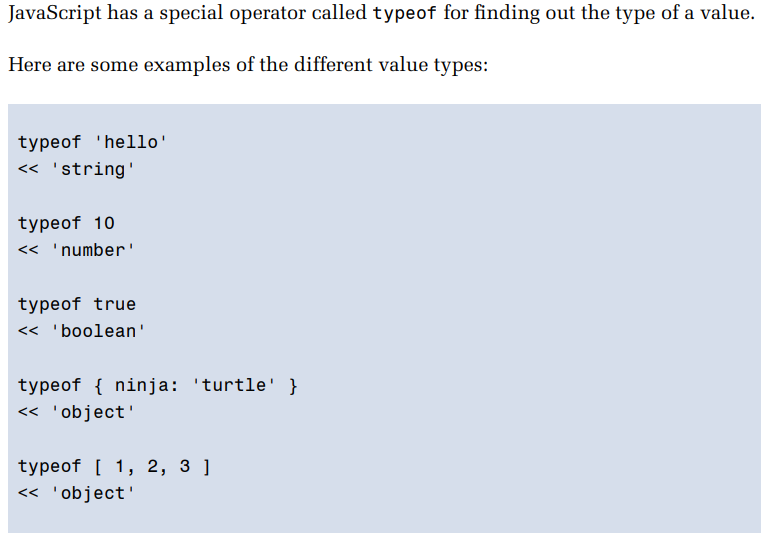 JavaScript has a special operator called typeof for finding out the type of a value.
Here are some examples of the different value types:
typeof 'hello'
<< 'string'
typeof 10
<< 'number'
typeof true
<< 'boolean'
typeof { ninja: 'turtle' }
<< 'object'
typeof [ 1, 2, 3 ]
<< 'object'